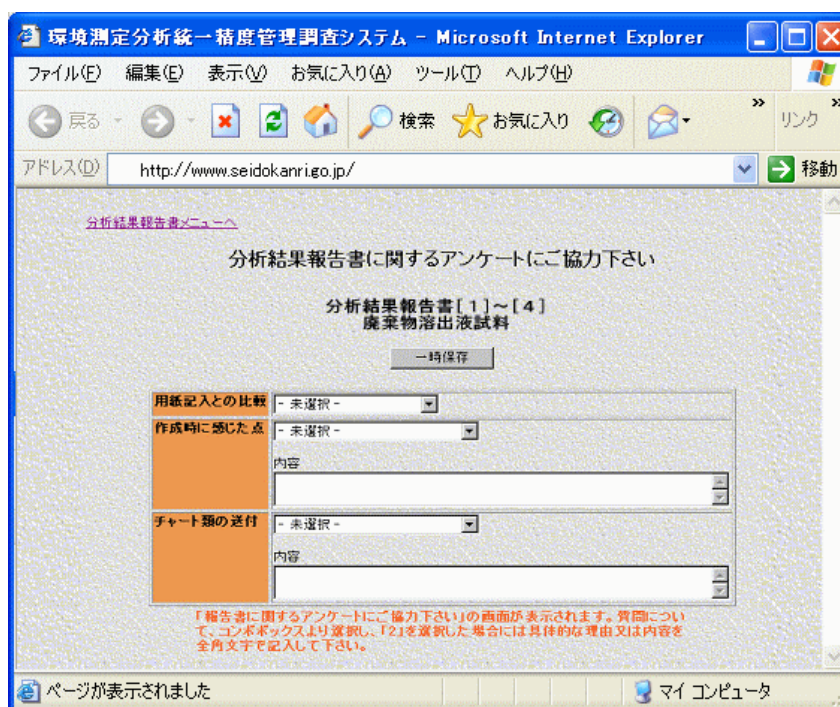 環境測定分析統一精度管理調査システム - Microsoft Internet Explorer
ファイル(F) 編集(E) 表示(V) お気に入り(A) ツール(T) ヘルプ(H)
戻る 検索 お気に入り » リンク »
アドレス(D) http://www.seidokanri.go.jp/ 移動
分析結果報告書メニューへ
分析結果報告書に関するアンケートにご協力下さい
分析結果報告書[1]～[4]
廃棄物溶出液試料
一時保存
用紙記入との比較 - 未選択 -
作成時に感じた点 - 未選択 -
内容
チャート類の送付 - 未選択 -
内容
「報告書に関するアンケートにご協力下さい」の画面が表示されます。質問につい
て、コンボボックスより選択し、「2」を選択した場合には具体的な理由又は内容を
全角文字で記入して下さい。
ページが表示されました マイ コンピュータ